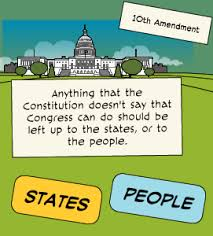 10th Amendment
Anything that the
Constitution doesn't say that
Congress can do should be
left up to the states, or to
the people.
STATES
PEOPLE